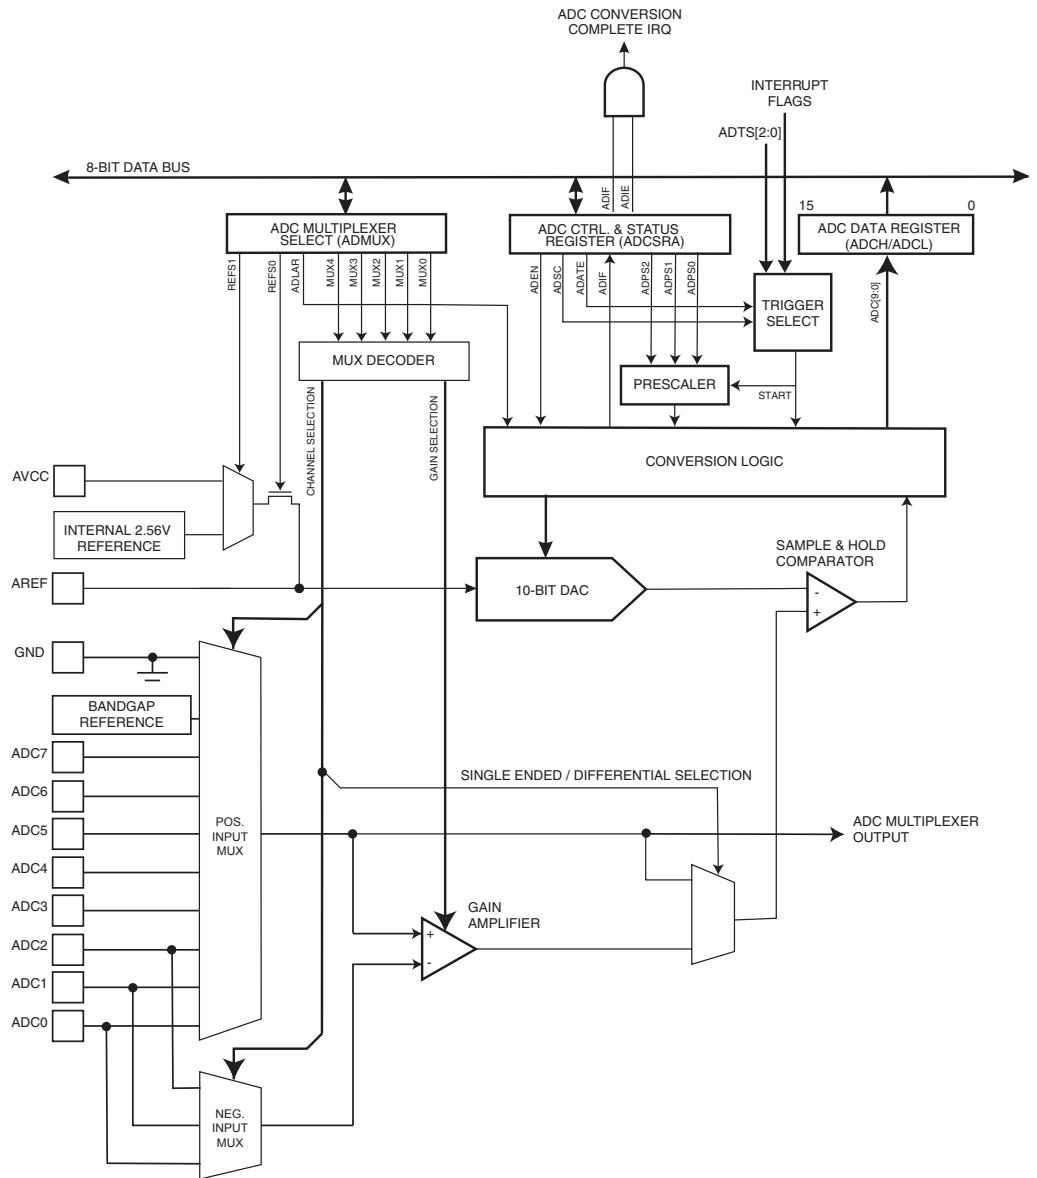 ADC CONVERSION
COMPLETE IRQ
INTERRUPT
FLAGS
ADTS[2:0]
8-BIT DATA BUS
ADIF
ADIE
15
0
ADC MULTIPLEXER
SELECT (ADMUX)
ADC CTRL. & STATUS
REGISTER (ADCSRA)
ADC DATA REGISTER
(ADCH/ADCL)
REFS1
REFS0
ADLAR
MUX4
MUX3
MUX2
MUX1
MUX0
ADEN
ADSC
ADATE
ADIF
ADPS2
ADPS1
ADPS0
ADC[9:0]
TRIGGER
SELECT
MUX DECODER
PRESCALER
START
CHANNEL SELECTION
GAIN SELECTION
CONVERSION LOGIC
AVCC
INTERNAL 2.56V
REFERENCE
SAMPLE & HOLD
COMPARATOR
AREF
10-BIT DAC
-
+
GND
BANDGAP
REFERENCE
ADC7
SINGLE ENDED / DIFFERENTIAL SELECTION
ADC6
ADC5
POS.
INPUT
MUX
ADC MULTIPLEXER
OUTPUT
ADC4
ADC3
GAIN
AMPLIFIER
+
-
ADC2
ADC1
ADC0
NEG.
INPUT
MUX